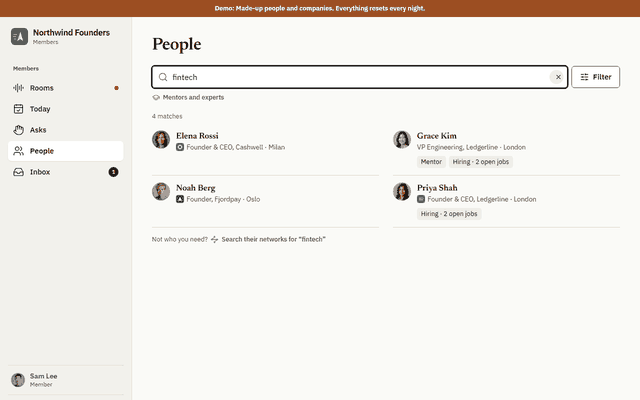 Demo: Made-up people and companies. Everything resets every night.
Northwind Founders
Members
Members
Rooms
Today
Asks
People
Inbox
1
Sam Lee
Member
People
fintech
Filter
Mentors and experts
4 matches
Elena Rossi
Founder & CEO, Cashwell · Milan
Grace Kim
VP Engineering, Ledgerline · London
Mentor
Hiring · 2 open jobs
Noah Berg
Founder, Fjordpay · Oslo
Priya Shah
Founder & CEO, Ledgerline · London
Hiring · 2 open jobs
Not who you need? Search their networks for "fintech"